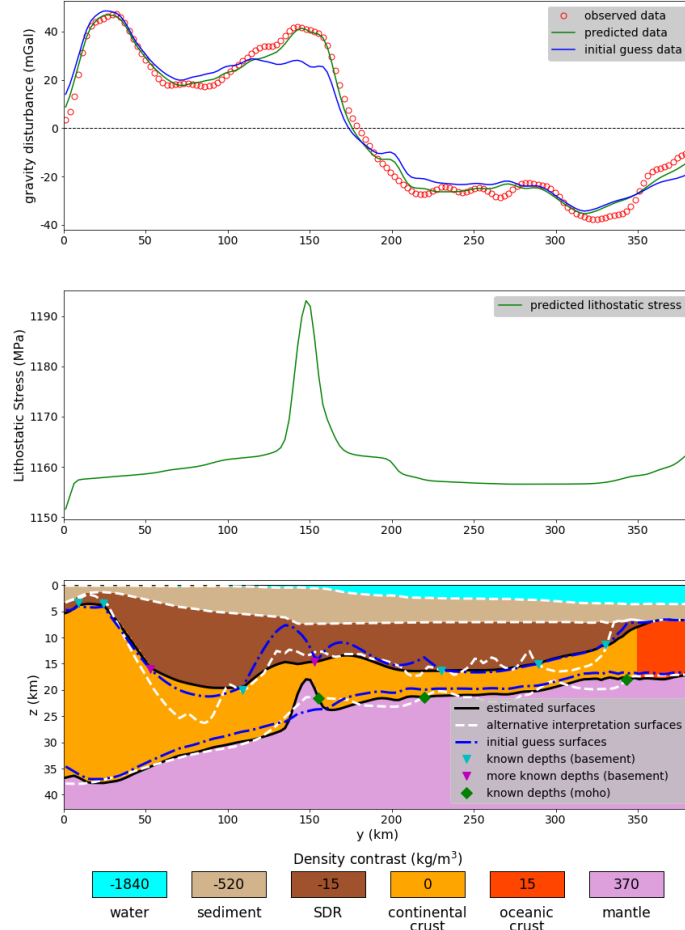 gravity disturbance (mGal)
40
20
0
−20
−40
observed data
predicted data
initial guess data
0 50 100 150 200 250 300 350
Lithostatic Stress (MPa)
1190
1180
1170
1160
1150
predicted lithostatic stress
0 50 100 150 200 250 300 350
z (km)
0
5
10
15
20
25
30
35
40
estimated surfaces
alternative interpretation surfaces
initial guess surfaces
known depths (basement)
more known depths (basement)
known depths (moho)
0 50 100 150 200 250 300 350
y (km)
Density contrast (kg/m³)
-1840 -520 -15 0 15 370
water sediment SDR continental oceanic mantle
crust crust